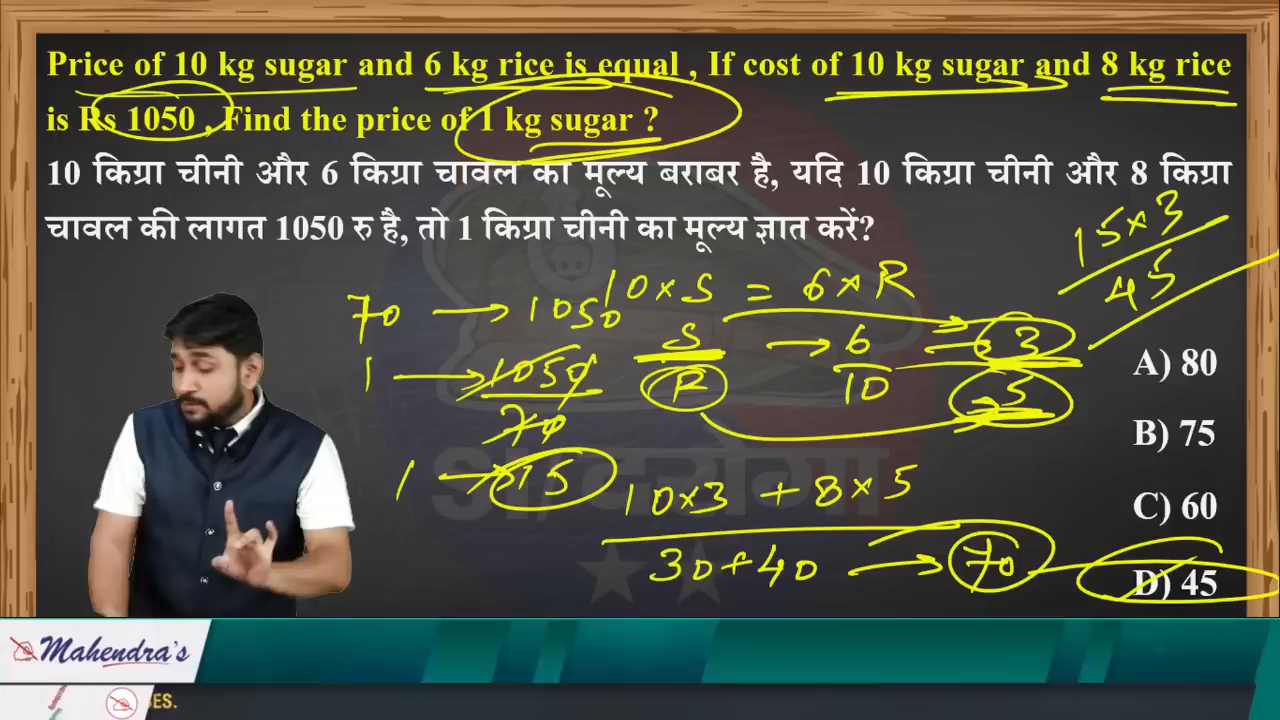 Price of 10 kg sugar and 6 kg rice is equal , If cost of 10 kg sugar and 8 kg rice
is Rs 1050 , Find the price of 1 kg sugar ?
10 किग्रा चीनी और 6 किग्रा चावल का मूल्य बराबर है, यदि 10 किग्रा चीनी और 8 किग्रा
चावल की लागत 1050 रु है, तो 1 किग्रा चीनी का मूल्य ज्ञात करें?
15×3
45
70 → 1050
10×S = 6×R
S → 6 → 3
R 10 5
1 → 1050
70
1 → 15
10×3 + 8×5
30+40 → 70
A) 80
B) 75
C) 60
D) 45
Mahendra's
SES.